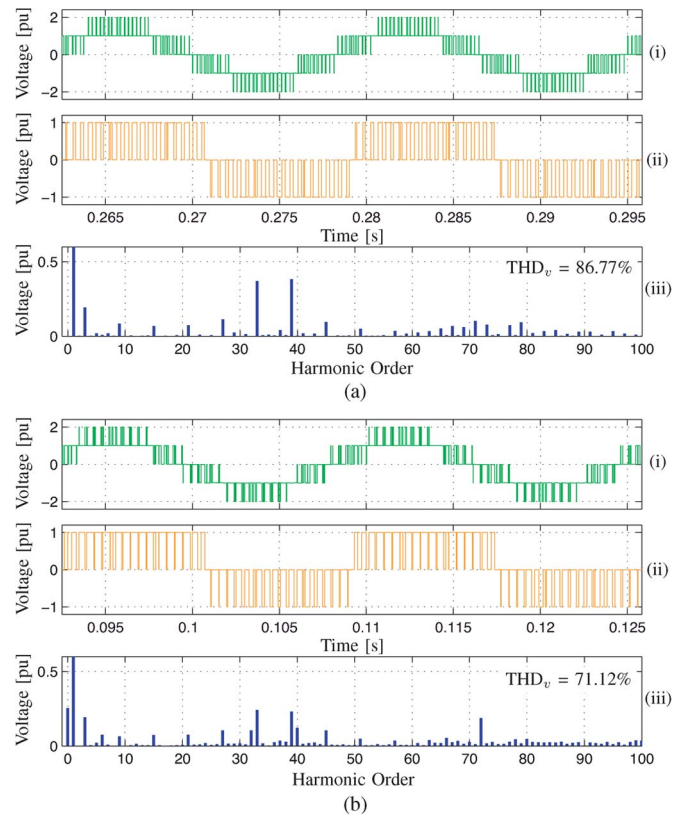 Voltage [pu]
2
0
−2
(i)
Voltage [pu]
1
0
−1
(ii)
0.265 0.27 0.275 0.28 0.285 0.29 0.295
Time [s]
Voltage [pu]
0.5
0
THDv = 86.77%
(iii)
0 10 20 30 40 50 60 70 80 90 100
Harmonic Order
(a)
Voltage [pu]
2
0
−2
(i)
Voltage [pu]
1
0
−1
(ii)
0.095 0.1 0.105 0.11 0.115 0.12 0.125
Time [s]
Voltage [pu]
0.5
0
THDv = 71.12%
(iii)
0 10 20 30 40 50 60 70 80 90 100
Harmonic Order
(b)